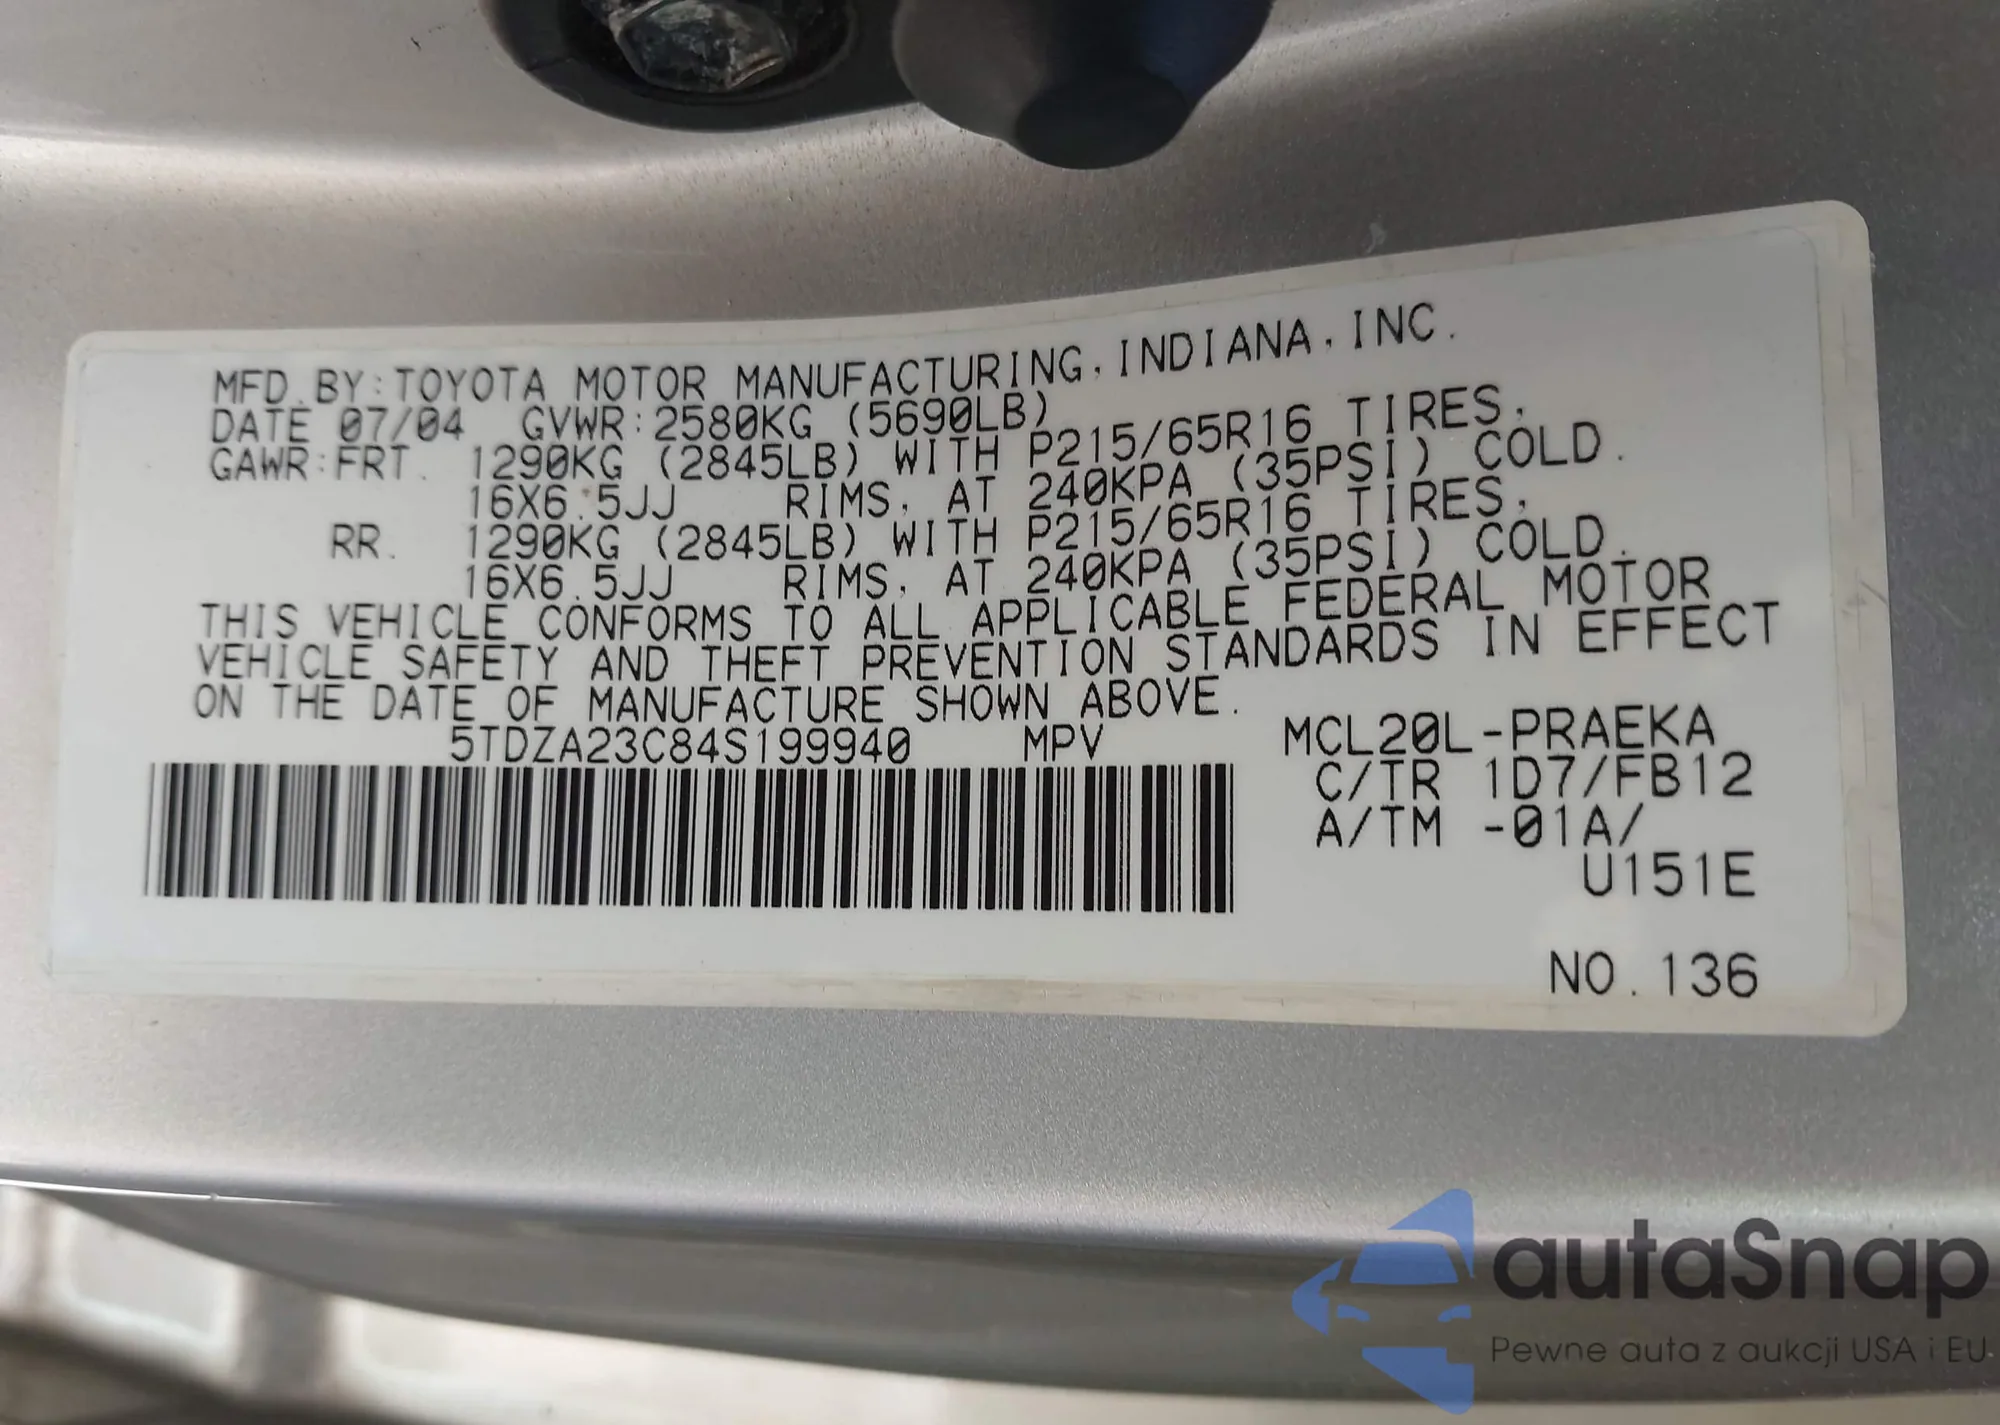 MFD.BY:TOYOTA MOTOR MANUFACTURING,INDIANA,INC.
DATE 07/04 GVWR:2580KG (5690LB)
GAWR:FRT. 1290KG (2845LB) WITH P215/65R16 TIRES,
16X6.5JJ RIMS, AT 240KPA (35PSI) COLD.
RR. 1290KG (2845LB) WITH P215/65R16 TIRES,
16X6.5JJ RIMS, AT 240KPA (35PSI) COLD.
THIS VEHICLE CONFORMS TO ALL APPLICABLE FEDERAL MOTOR
VEHICLE SAFETY AND THEFT PREVENTION STANDARDS IN EFFECT
ON THE DATE OF MANUFACTURE SHOWN ABOVE.
5TDZA23C84S199940 MPV MCL20L-PRAEKA
C/TR 1D7/FB12
A/TM -01A/
U151E
NO.136
autaSnap
Pewne auta z aukcji USA i EU